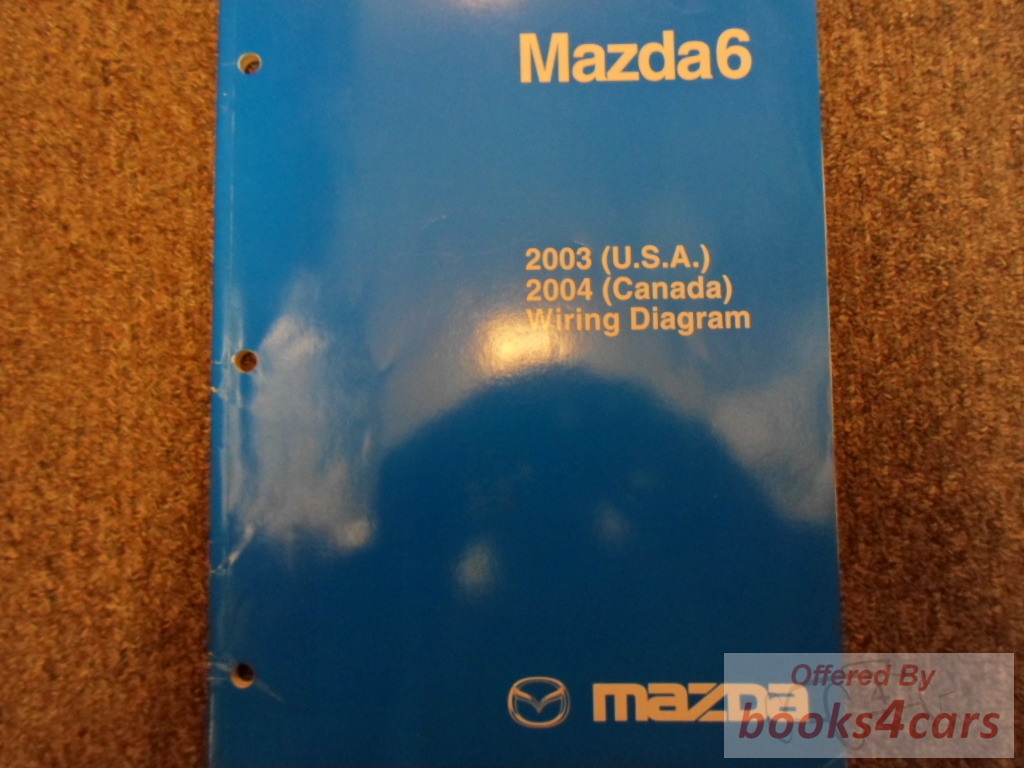 Mazda6
2003 (U.S.A.)
2004 (Canada)
Wiring Diagram
mazda
Offered By
books4cars